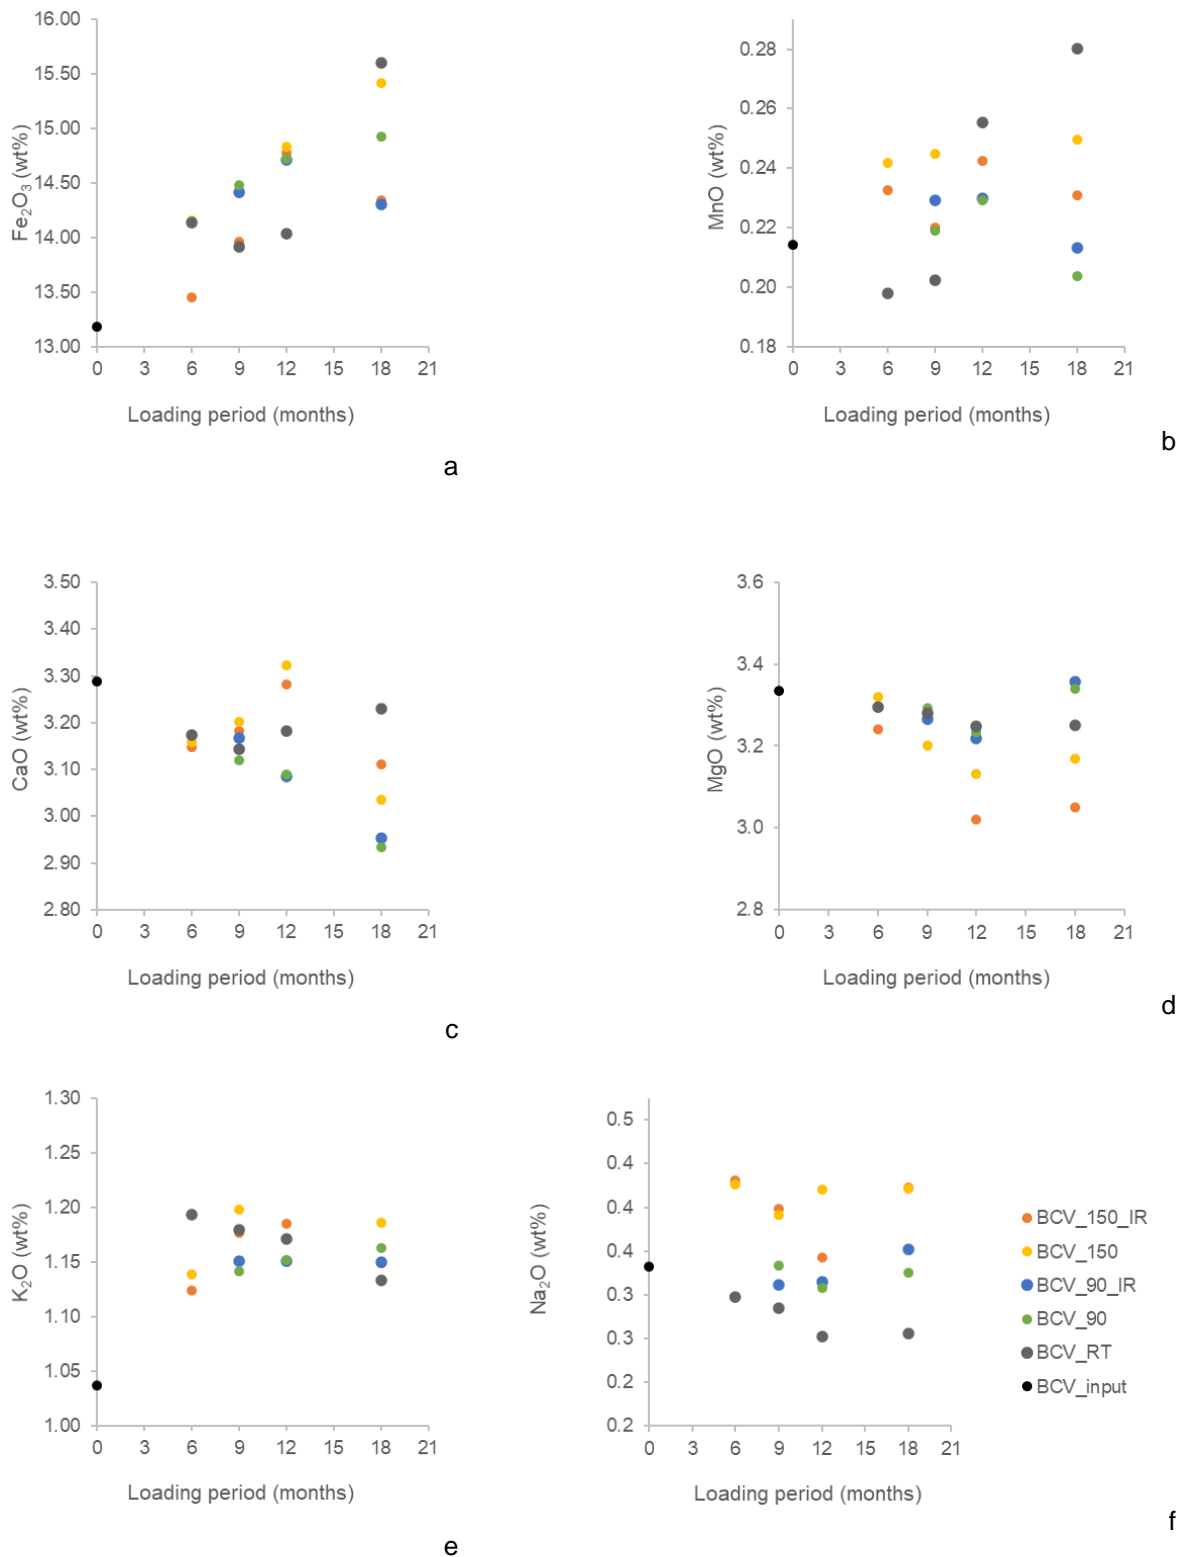 16.00
15.50
15.00
14.50
14.00
13.50
13.00
Fe₂O₃ (wt%)
0 3 6 9 12 15 18 21
Loading period (months)
a
0.28
0.26
0.24
0.22
0.20
0.18
MnO (wt%)
0 3 6 9 12 15 18 21
Loading period (months)
b
3.50
3.40
3.30
3.20
3.10
3.00
2.90
2.80
CaO (wt%)
0 3 6 9 12 15 18 21
Loading period (months)
c
3.6
3.4
3.2
3.0
2.8
MgO (wt%)
0 3 6 9 12 15 18 21
Loading period (months)
d
1.30
1.25
1.20
1.15
1.10
1.05
1.00
K₂O (wt%)
0 3 6 9 12 15 18 21
Loading period (months)
e
0.5
0.4
0.4
0.4
0.3
0.3
0.2
0.2
Na₂O (wt%)
0 3 6 9 12 15 18 21
Loading period (months)
BCV_150_IR
BCV_150
BCV_90_IR
BCV_90
BCV_RT
BCV_input
f